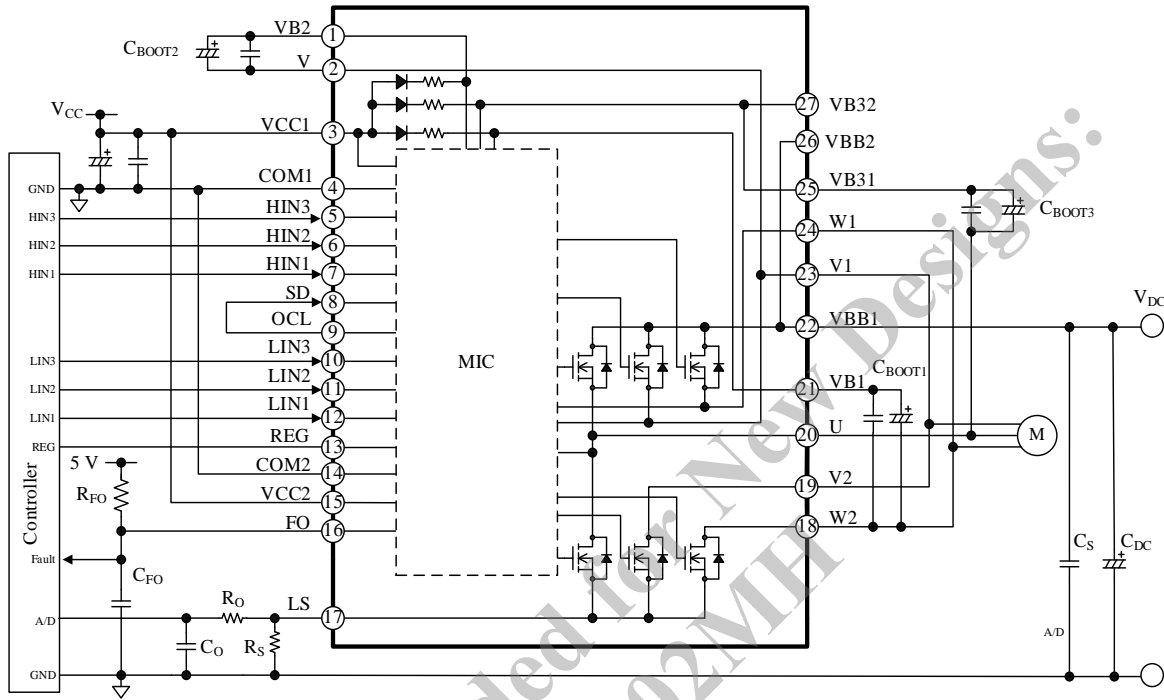 VB2
1
CBOOT2
V
2
VCC
VCC1
3
27
VB32
26
VBB2
GND
COM1
4
25
VB31
CBOOT3
HIN3
HIN3
5
24
W1
HIN2
HIN2
6
HIN1
HIN1
7
23
V1
SD
8
VDC
OCL
9
22
VBB1
MIC
LIN3
LIN3
10
CBOOT1
LIN2
LIN2
11
21
VB1
LIN1
LIN1
12
REG
REG
13
20
U
M
5 V
COM2
14
RFO
VCC2
15
19
V2
Controller
FO
16
18
W2
Fault
CFO
CS
CDC
RO
LS
17
A/D
CO
RS
A/D
GND
ded for New Designs:
02MH